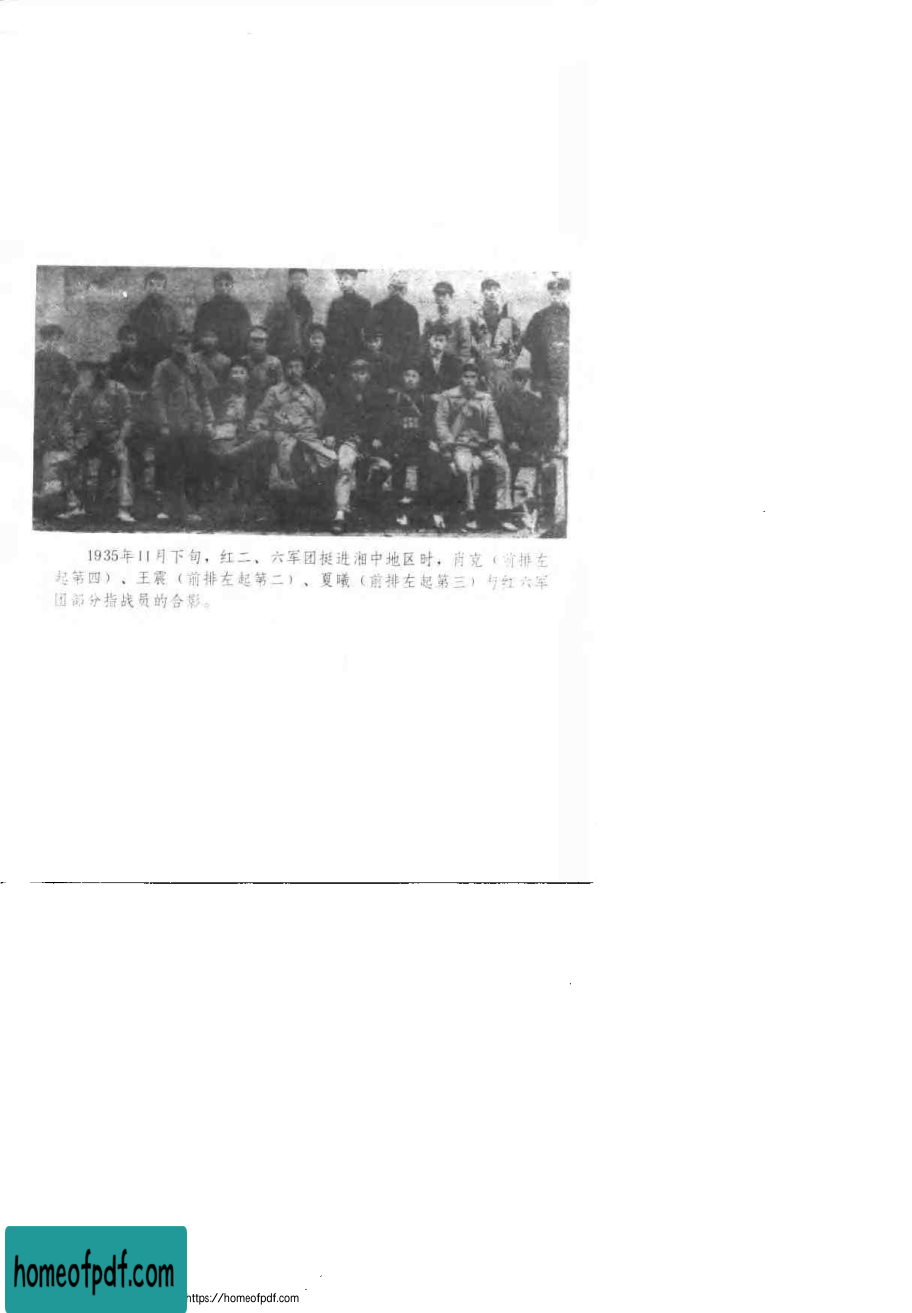 1935年11月下旬，红二、六军团挺进湘中地区时，肖克（前排左
起第四）、王震（前排左起第二）、夏曦（前排左起第三）与红六军
团部分指战员的合影。
homeofpdf.com
https://homeofpdf.com